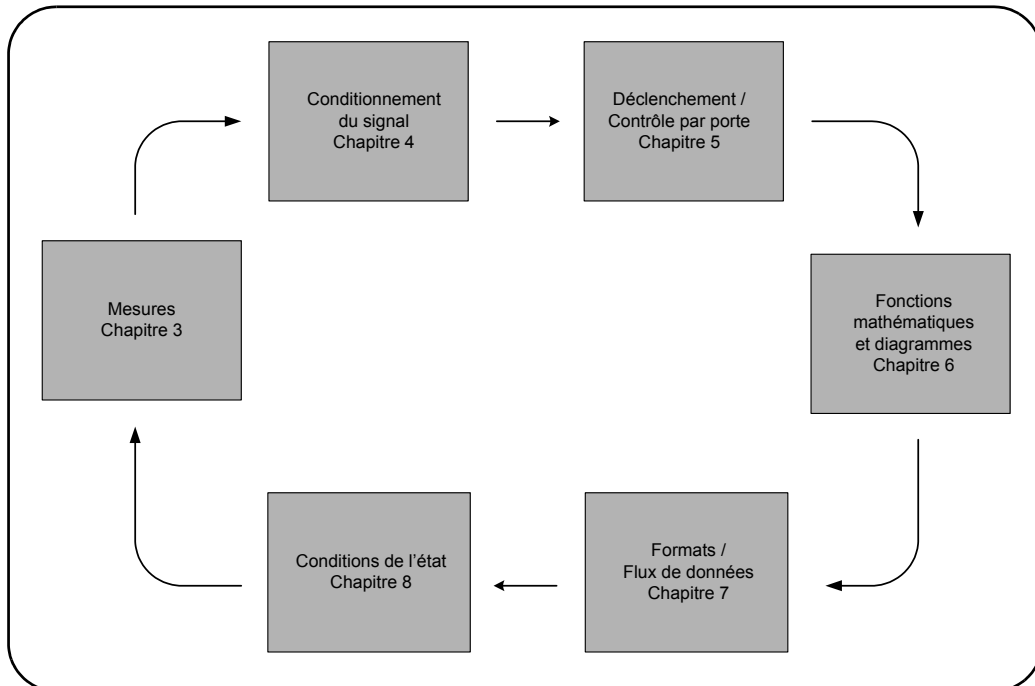 Conditionnement
du signal
Chapitre 4
Déclenchement /
Contrôle par porte
Chapitre 5
Mesures
Chapitre 3
Fonctions
mathématiques
et diagrammes
Chapitre 6
Conditions de l’état
Chapitre 8
Formats /
Flux de données
Chapitre 7